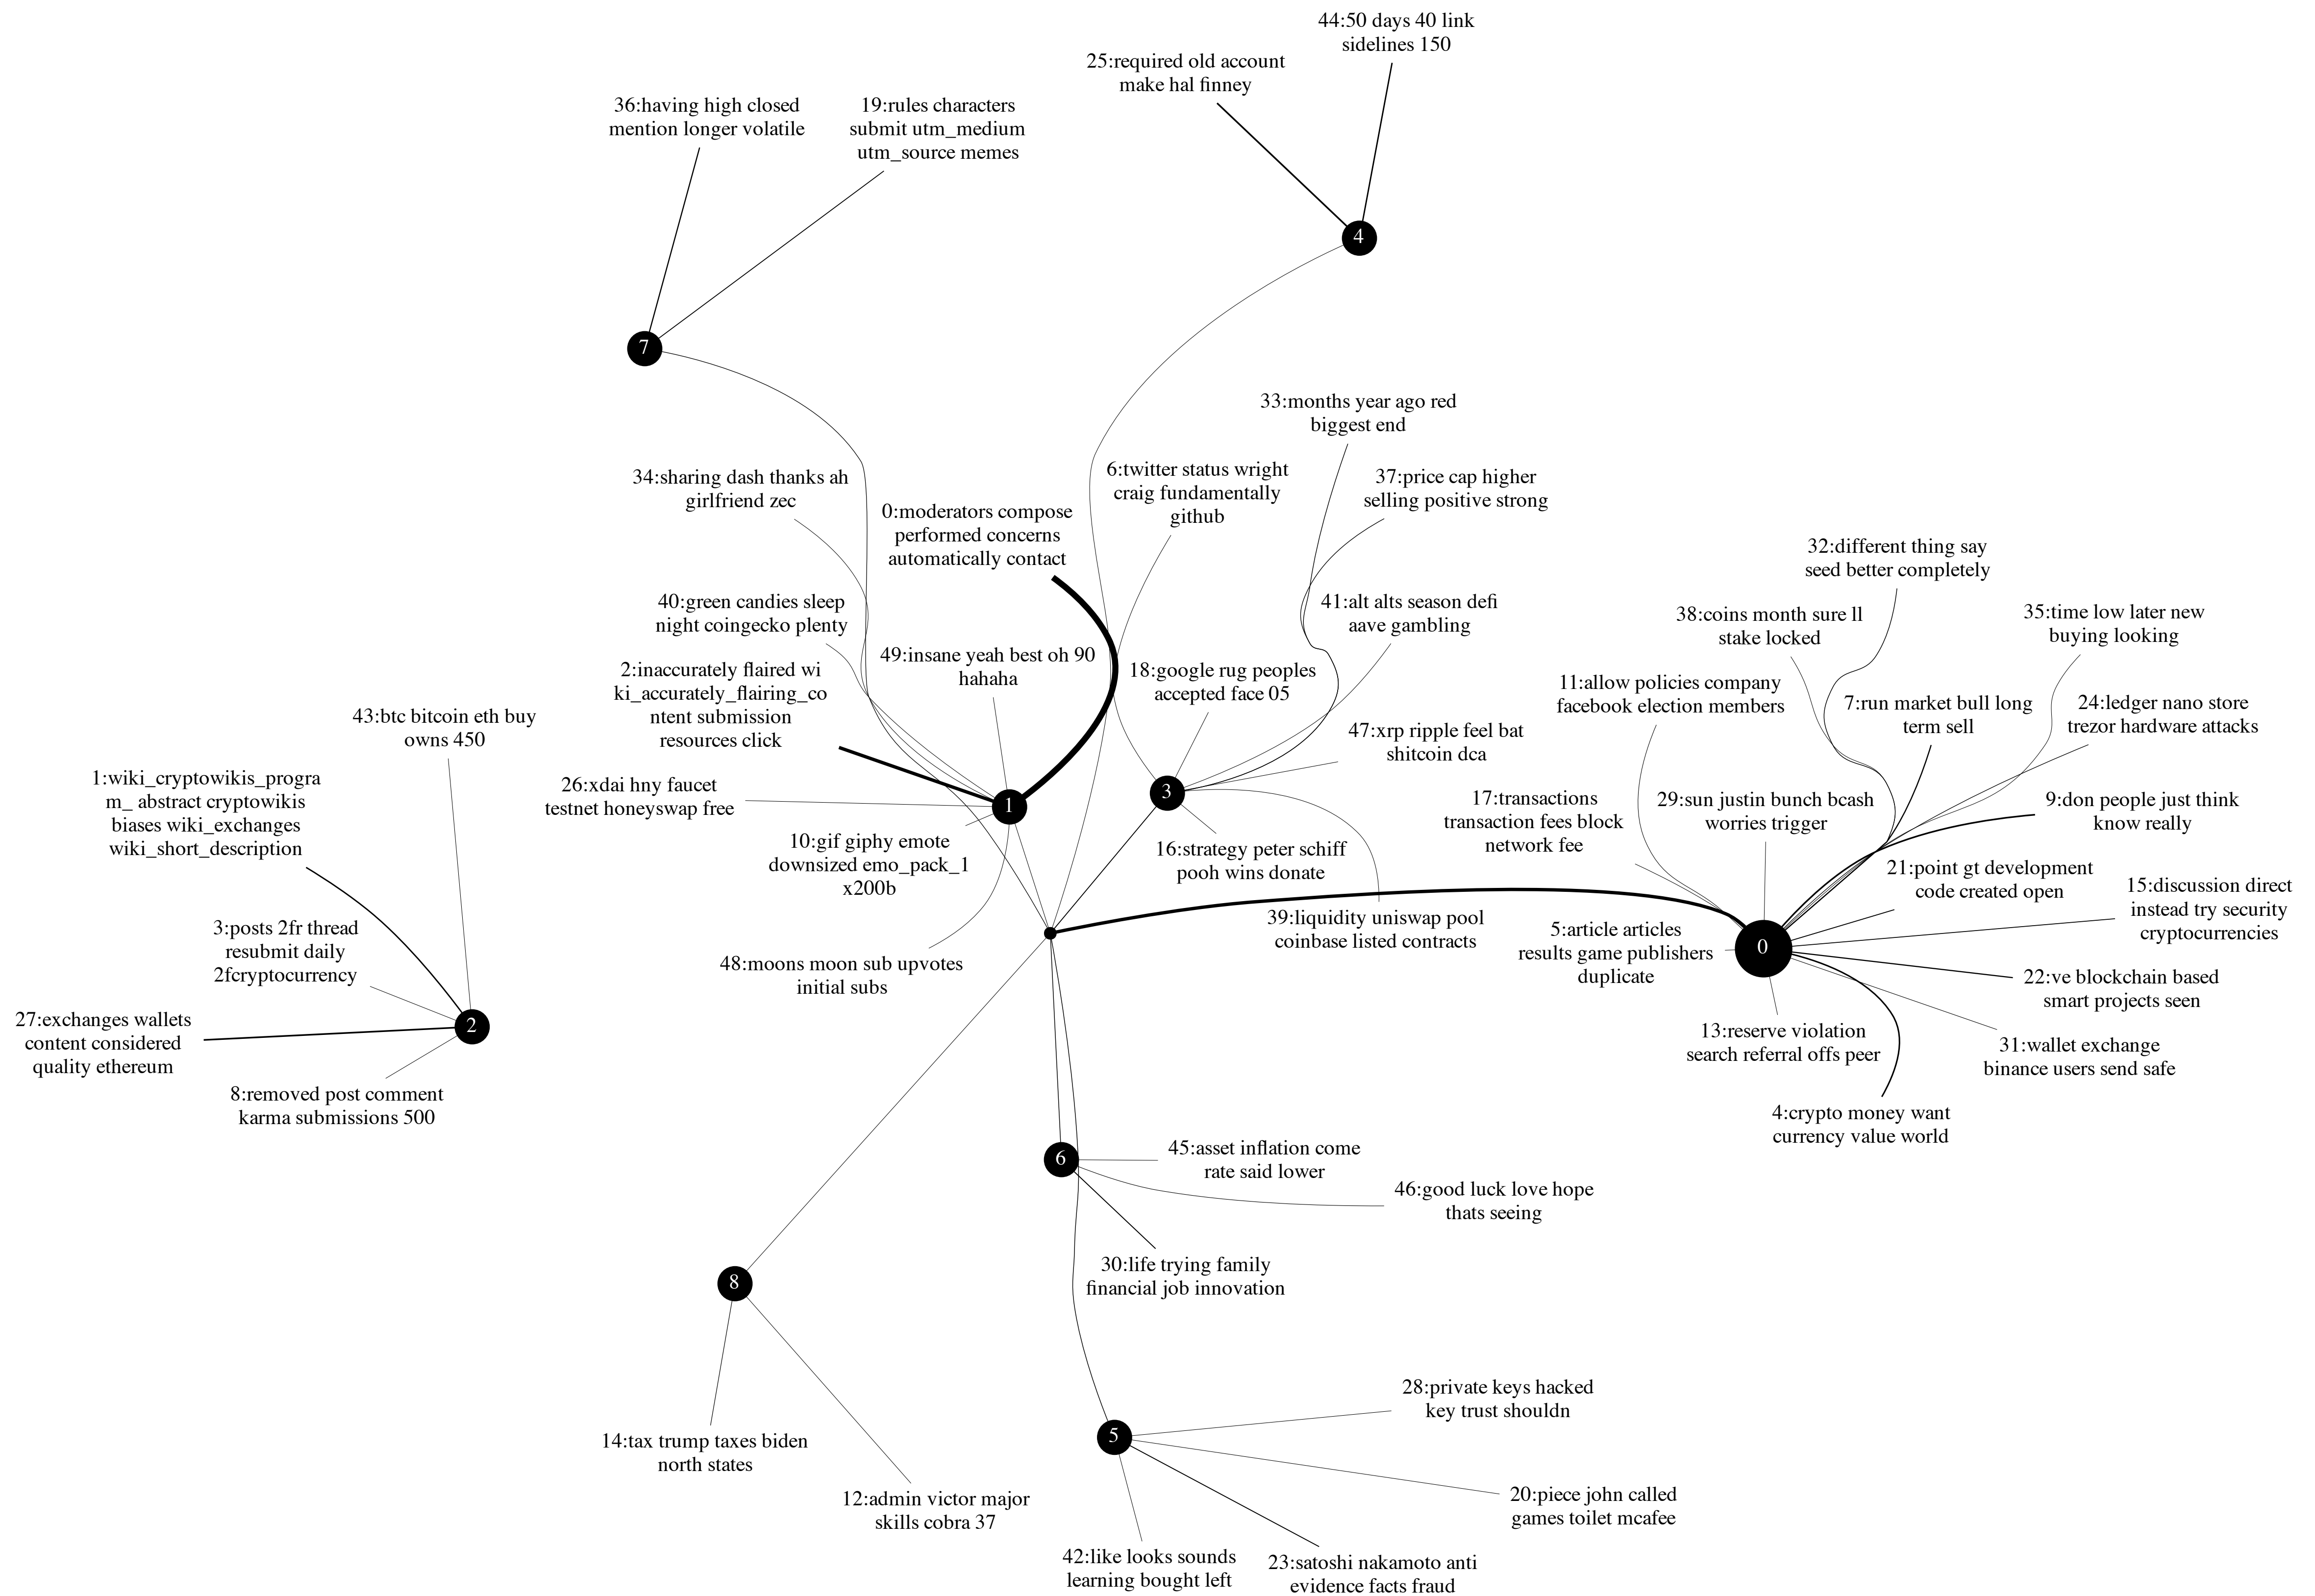 44:50 days 40 link
sidelines 150
25:required old account
make hal finney
36:having high closed
mention longer volatile
19:rules characters
submit utm_medium
utm_source memes
4
7
33:months year ago red
biggest end
34:sharing dash thanks ah
girlfriend zec
6:twitter status wright
craig fundamentally
github
37:price cap higher
selling positive strong
0:moderators compose
performed concerns
automatically contact
32:different thing say
seed better completely
40:green candies sleep
night coingecko plenty
41:alt alts season defi
aave gambling
38:coins month sure ll
stake locked
35:time low later new
buying looking
49:insane yeah best oh 90
hahaha
2:inaccurately flaired wi
ki_accurately_flairing_co
ntent submission
resources click
18:google rug peoples
accepted face 05
11:allow policies company
facebook election members
7:run market bull long
term sell
24:ledger nano store
trezor hardware attacks
43:btc bitcoin eth buy
owns 450
47:xrp ripple feel bat
shitcoin dca
1:wiki_cryptowikis_progra
m_ abstract cryptowikis
biases wiki_exchanges
wiki_short_description
26:xdai hny faucet
testnet honeyswap free
1
3
17:transactions
transaction fees block
network fee
29:sun justin bunch bcash
worries trigger
9:don people just think
know really
10:gif giphy emote
downsized emo_pack_1
x200b
16:strategy peter schiff
pooh wins donate
21:point gt development
code created open
15:discussion direct
instead try security
cryptocurrencies
3:posts 2fr thread
resubmit daily
2fcryptocurrency
39:liquidity uniswap pool
coinbase listed contracts
5:article articles
results game publishers
duplicate
0
48:moons moon sub upvotes
initial subs
22:ve blockchain based
smart projects seen
27:exchanges wallets
content considered
quality ethereum
2
13:reserve violation
search referral offs peer
31:wallet exchange
binance users send safe
8:removed post comment
karma submissions 500
4:crypto money want
currency value world
6
45:asset inflation come
rate said lower
46:good luck love hope
thats seeing
30:life trying family
financial job innovation
8
28:private keys hacked
key trust shouldn
5
14:tax trump taxes biden
north states
12:admin victor major
skills cobra 37
20:piece john called
games toilet mcafee
42:like looks sounds
learning bought left
23:satoshi nakamoto anti
evidence facts fraud